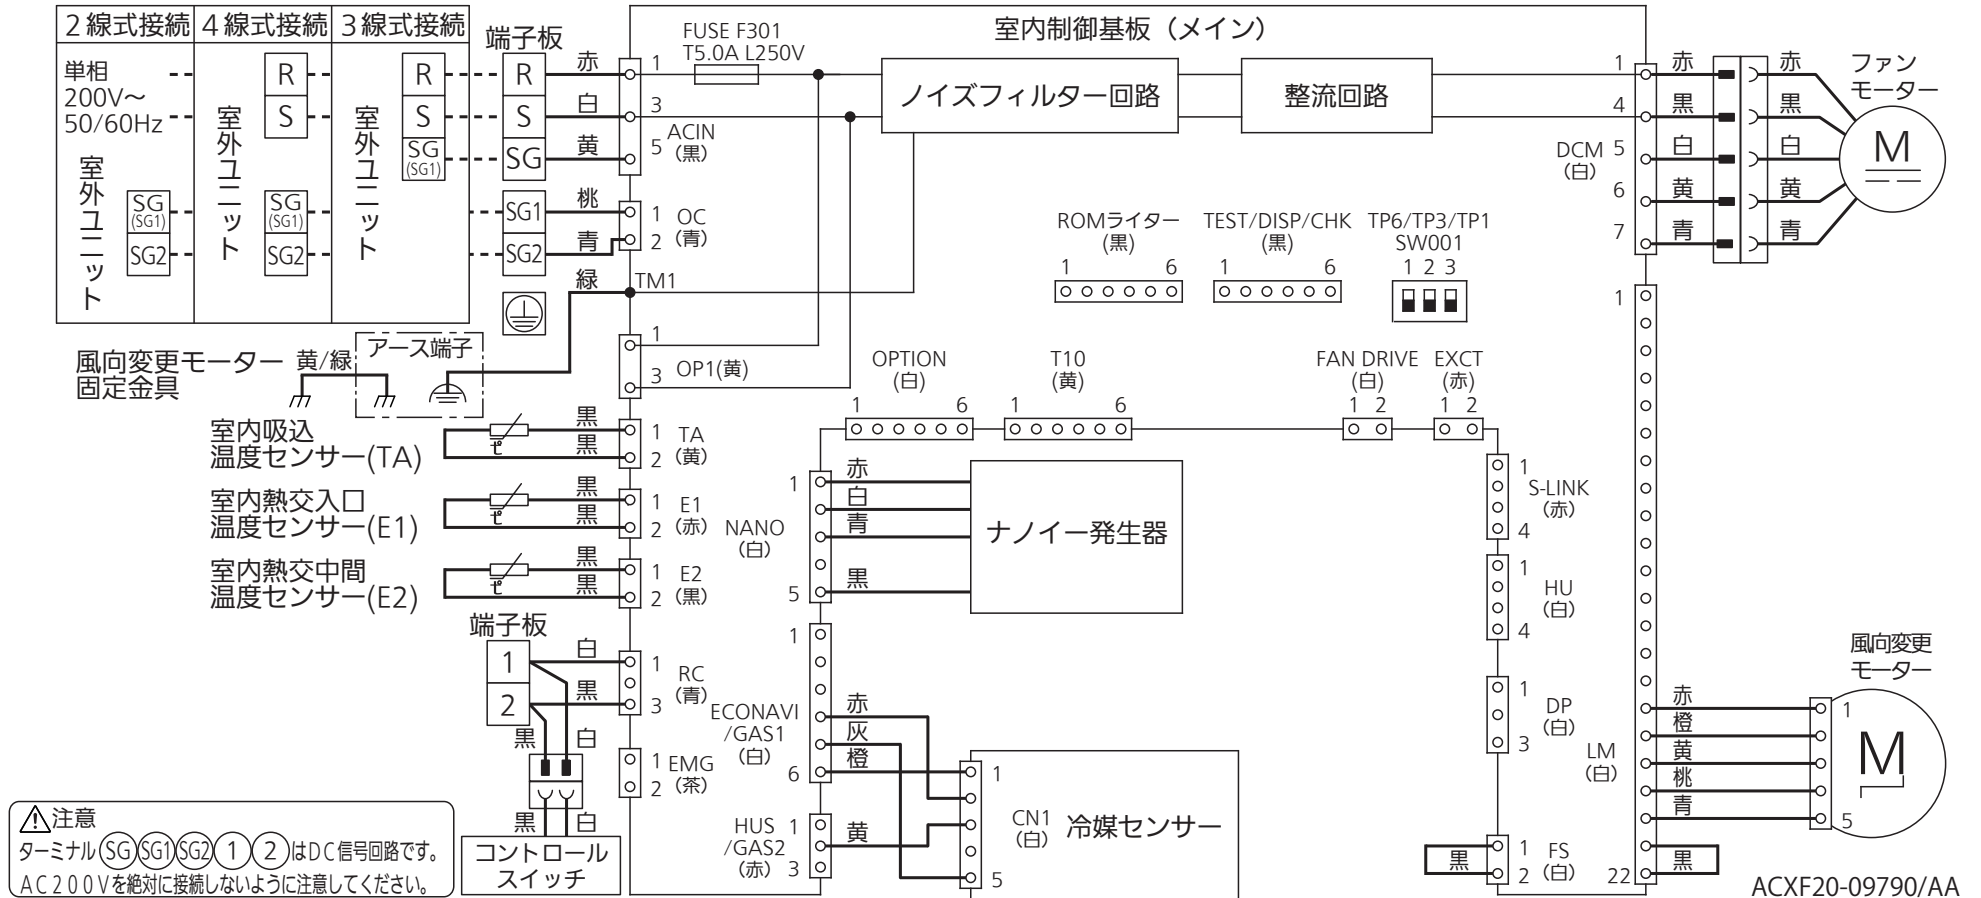 ２線式接続
４線式接続
３線式接続
単相
200V～
50/60Hz
室外ユニット
SG
(SG1)
SG2
R
S
室外ユニット
SG
(SG1)
SG2
R
S
SG
(SG1)
室外ユニット
端子板
R
S
SG
SG1
SG2
赤
白
黄
桃
青
緑
1
3
5
ACIN
(黒)
1
2
OC
(青)
TM1
1
3
OP1(黄)
FUSE F301
T5.0A L250V
室内制御基板（メイン）
ノイズフィルター回路
整流回路
1
4
5
6
7
DCM
(白)
赤
黒
白
黄
青
赤
黒
白
黄
青
ファン
モーター
M
ROMライター
(黒)
1
6
TEST/DISP/CHK
(黒)
1
6
TP6/TP3/TP1
SW001
1 2 3
風向変更モーター
固定金具
黄/緑
アース端子
室内吸込
温度センサー(TA)
ピ
黒
黒
1
2
TA
(黄)
室内熱交入口
温度センサー(E1)
ピ
黒
黒
1
2
E1
(赤)
室内熱交中間
温度センサー(E2)
ピ
黒
黒
1
2
E2
(黒)
端子板
1
2
白
黒
1
3
RC
(青)
黒
白
1
2
EMG
(茶)
黒
白
コントロール
スイッチ
OPTION
(白)
1
6
T10
(黄)
1
6
FAN DRIVE
(白)
1 2
EXCT
(赤)
1 2
NANO
(白)
1
5
赤
白
青
黒
ナノイー発生器
ECONAVI
/GAS1
(白)
1
6
赤
灰
橙
HUS
/GAS2
(赤)
1
3
黄
1
5
CN1
(白)
冷媒センサー
1
4
S-LINK
(赤)
1
4
HU
(白)
1
3
DP
(白)
1
2
FS
(白)
黒
1
22
LM
(白)
赤
橙
黄
桃
青
黒
1
5
風向変更
モーター
M
注意
ターミナル SG SG1 SG2 1 2 はＤＣ信号回路です。
ＡＣ２００Ｖを絶対に接続しないように注意してください。
ACXF20-09790/AA